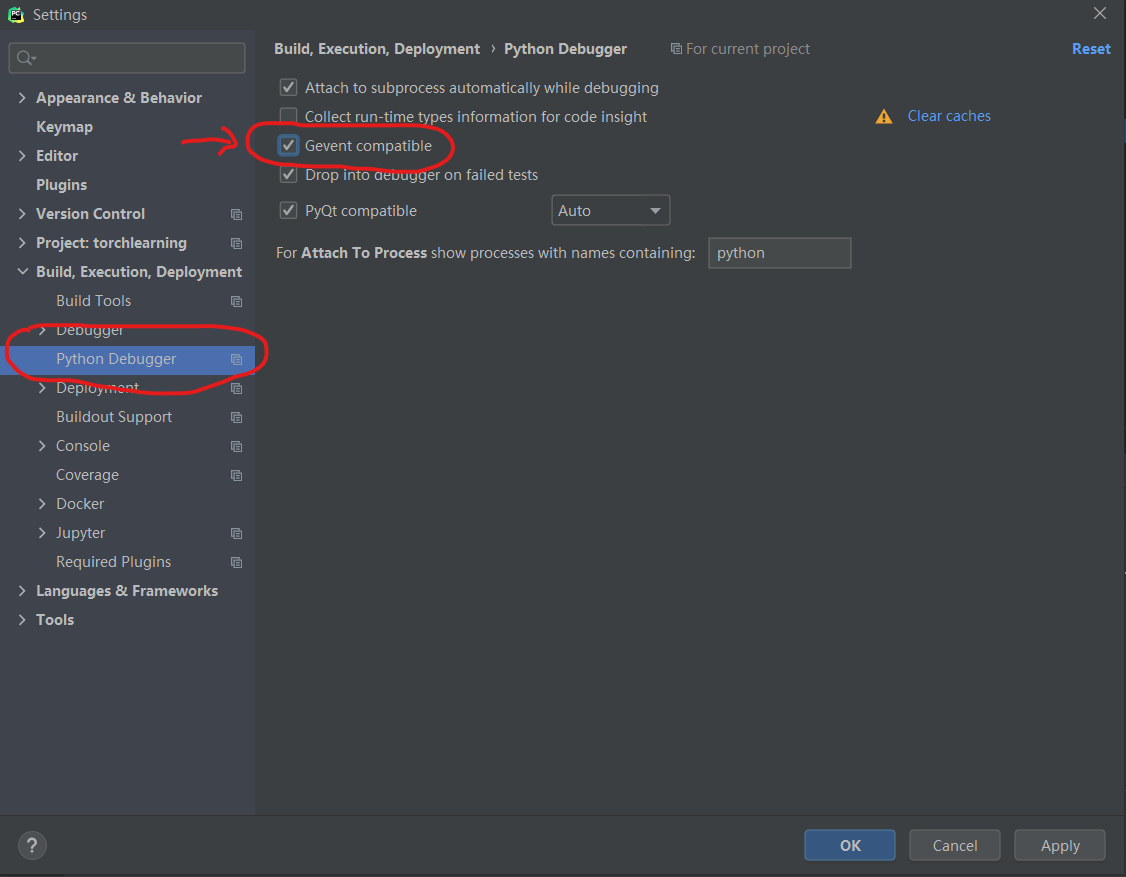 Settings
Build, Execution, Deployment › Python Debugger For current project Reset
Appearance & Behavior
Keymap
Editor
Plugins
Version Control
Project: torchlearning
Build, Execution, Deployment
Build Tools
Debugger
Python Debugger
Deployment
Buildout Support
Console
Coverage
Docker
Jupyter
Required Plugins
Languages & Frameworks
Tools
Attach to subprocess automatically while debugging
Collect run-time types information for code insight
Clear caches
Gevent compatible
Drop into debugger on failed tests
PyQt compatible Auto
For Attach To Process show processes with names containing: python
?
OK Cancel Apply